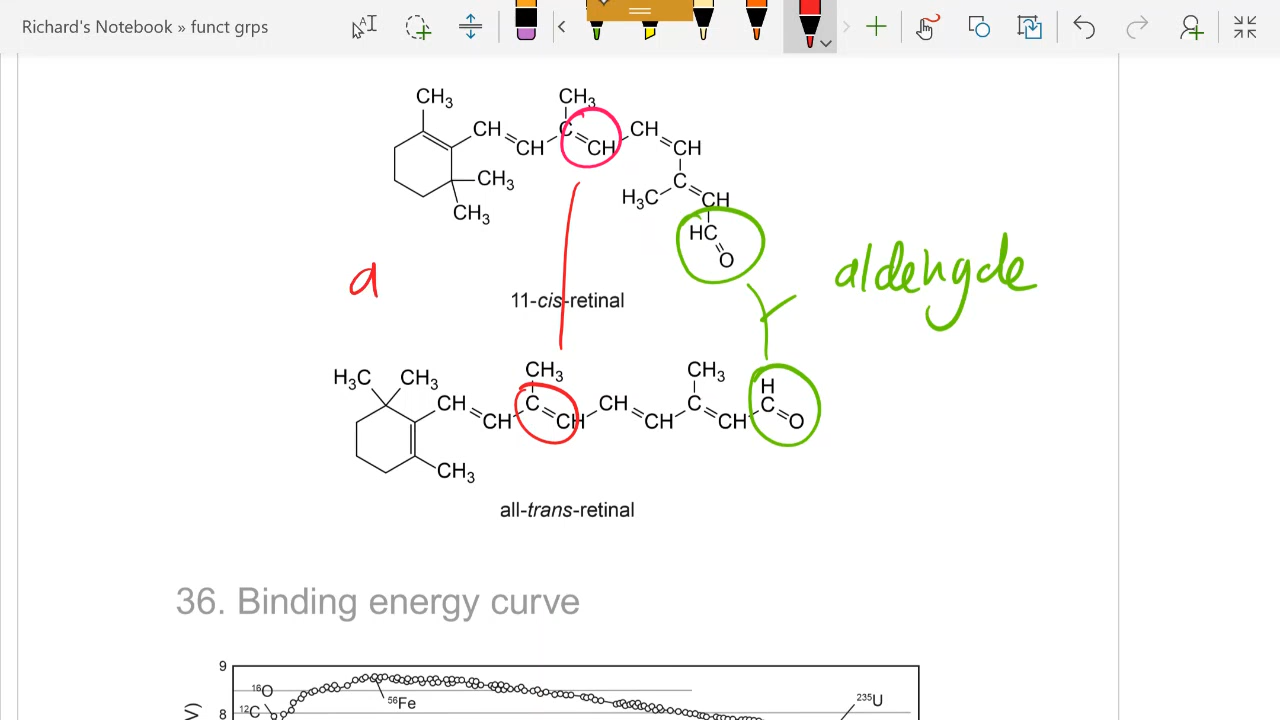 Richard's Notebook » funct grps
CH₃
CH₃
CH
C
CH
CH
CH
CH
CH₃
C
H₃C
CH
CH₃
HC
O
aldehyde
a
11-cis-retinal
CH₃
CH₃
H₃C
CH₃
H
CH
C
CH
C
C
CH
CH
CH
CH
O
CH₃
all-trans-retinal
36. Binding energy curve
9
¹⁶O
⁵⁶Fe
²³⁵U
¹²C
8
V)